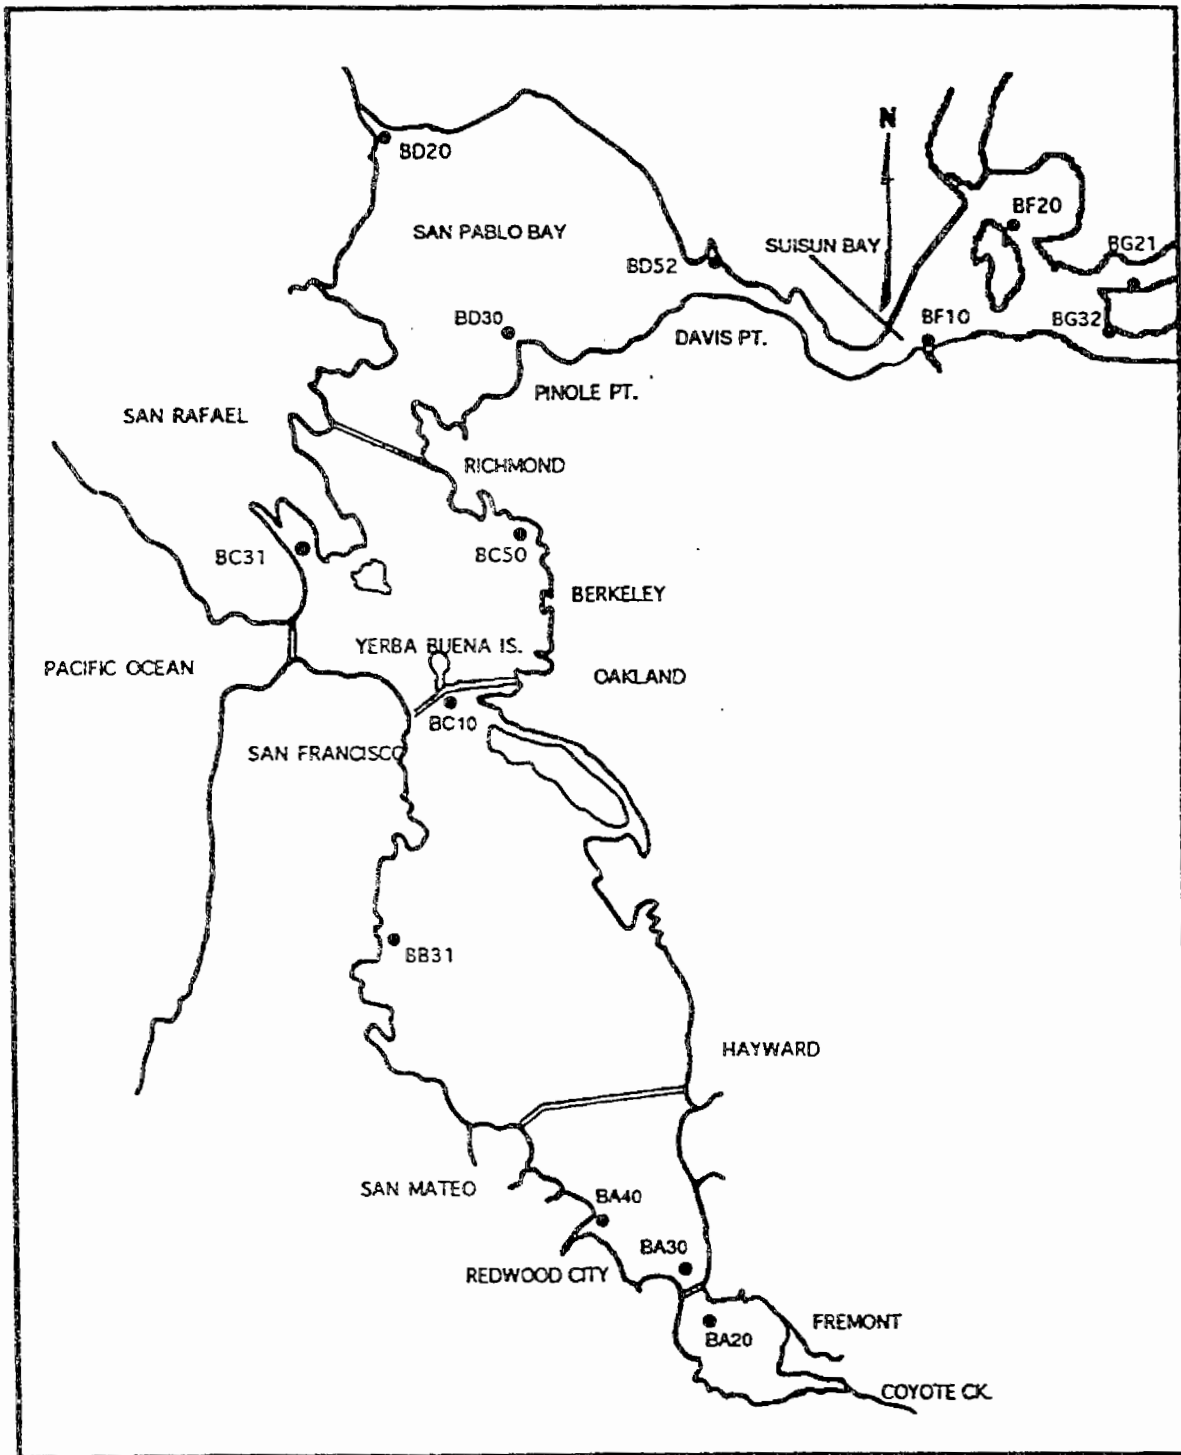 N
BD20
BF20
SAN PABLO BAY
SUISUN BAY
BG21
BD52
BD30
BF10
BG32
DAVIS PT.
PINOLE PT.
SAN RAFAEL
RICHMOND
BC31
BC50
BERKELEY
YERBA BUENA IS.
PACIFIC OCEAN
OAKLAND
BC10
SAN FRANCISCO
BB31
HAYWARD
SAN MATEO
BA40
BA30
REDWOOD CITY
FREMONT
BA20
COYOTE CK.